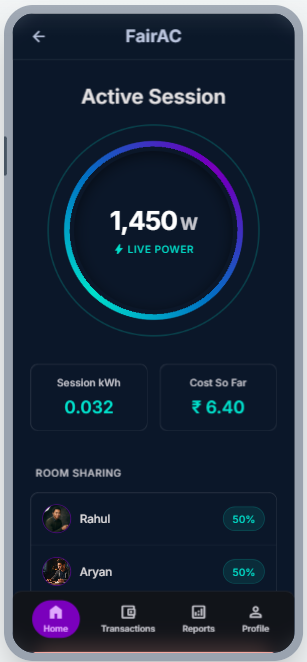 FairAC
Active Session
1,450 W
LIVE POWER
Session kWh
0.032
Cost So Far
₹ 6.40
ROOM SHARING
Rahul
50%
Aryan
50%
Home
Transactions
Reports
Profile